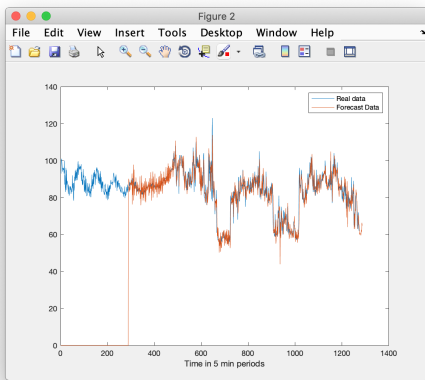 Figure 2
File Edit View Insert Tools Desktop Window Help
140
120
100
80
60
40
20
0
0 200 400 600 800 1000 1200 1400
Time in 5 min periods
Real data
Forecast Data